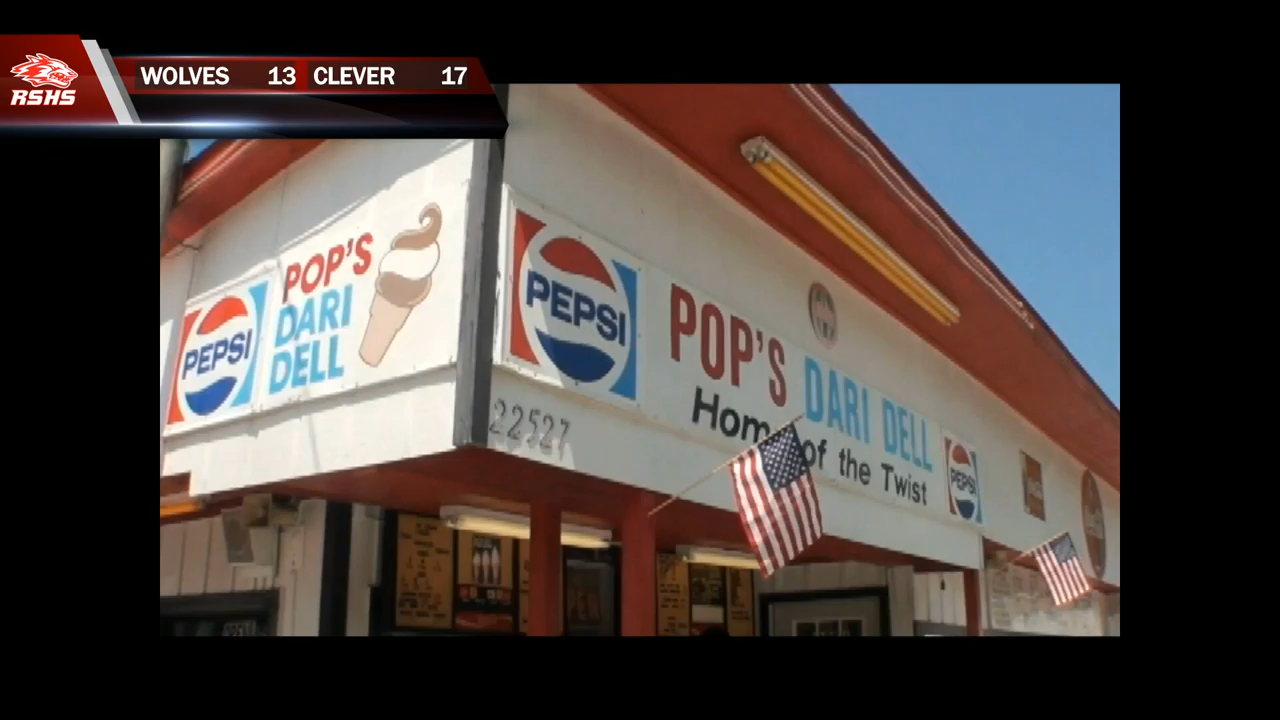 WOLVES 13 CLEVER 17
RSHS
PEPSI
POP'S
DARI
DELL
PEPSI
POP'S DARI DELL
Home of the Twist
PEPSI
22527